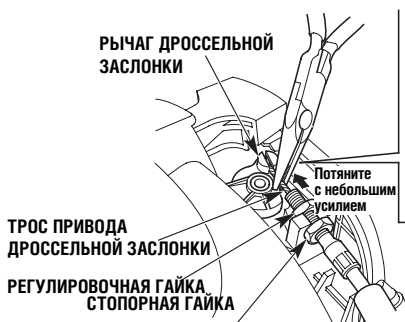 РЫЧАГ ДРОССЕЛЬНОЙ
ЗАСЛОНКИ
Потяните
с небольшим
усилием
ТРОС ПРИВОДА
ДРОССЕЛЬНОЙ ЗАСЛОНКИ
РЕГУЛИРОВОЧНАЯ ГАЙКА
СТОПОРНАЯ ГАЙКА